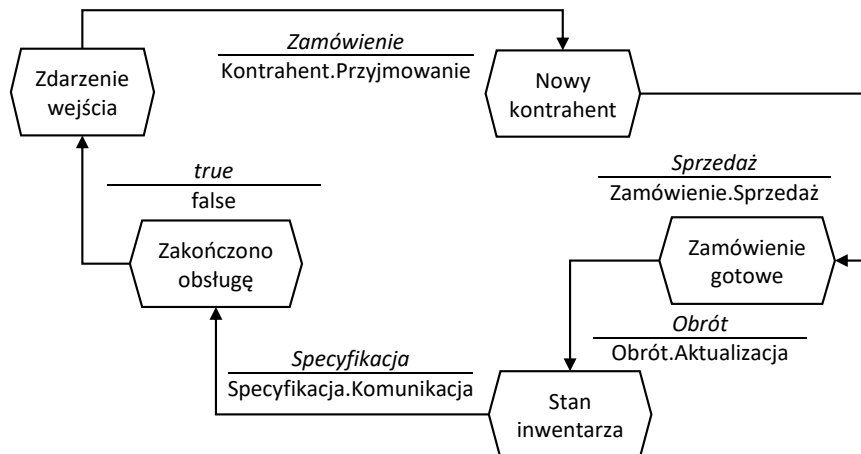 Zamówienie
Kontrahent.Przyjmowanie
Zdarzenie
wejścia
Nowy
kontrahent
true
false
Sprzedaż
Zamówienie.Sprzedaż
Zakończono
obsługę
Zamówienie
gotowe
Obrót
Obrót.Aktualizacja
Specyfikacja
Specyfikacja.Komunikacja
Stan
inwentarza